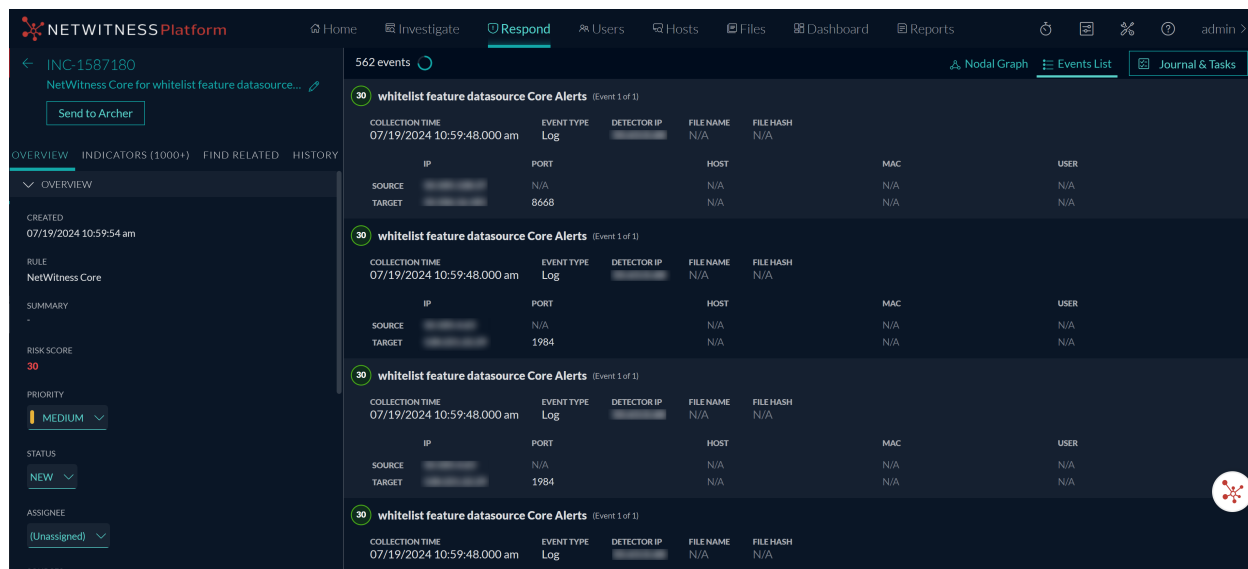 NETWITNESS Platform
Home Investigate Respond Users Hosts Files Dashboard Reports admin
INC-1587180
NetWitness Core for whitelist feature datasource...
Send to Archer
OVERVIEW INDICATORS (1000+) FIND RELATED HISTORY
OVERVIEW
CREATED
07/19/2024 10:59:54 am
RULE
NetWitness Core
SUMMARY
-
RISK SCORE
30
PRIORITY
MEDIUM
STATUS
NEW
ASSIGNEE
(Unassigned)
562 events Nodal Graph Events List Journal & Tasks
30 whitelist feature datasource Core Alerts (Event 1 of 1)
COLLECTION TIME EVENT TYPE DETECTOR IP FILE NAME FILE HASH
07/19/2024 10:59:48.000 am Log N/A N/A
IP PORT HOST MAC USER
SOURCE N/A N/A N/A N/A
TARGET 8668 N/A N/A N/A
30 whitelist feature datasource Core Alerts (Event 1 of 1)
COLLECTION TIME EVENT TYPE DETECTOR IP FILE NAME FILE HASH
07/19/2024 10:59:48.000 am Log N/A N/A
IP PORT HOST MAC USER
SOURCE N/A N/A N/A N/A
TARGET 1984 N/A N/A N/A
30 whitelist feature datasource Core Alerts (Event 1 of 1)
COLLECTION TIME EVENT TYPE DETECTOR IP FILE NAME FILE HASH
07/19/2024 10:59:48.000 am Log N/A N/A
IP PORT HOST MAC USER
SOURCE N/A N/A N/A N/A
TARGET 1984 N/A N/A N/A
30 whitelist feature datasource Core Alerts (Event 1 of 1)
COLLECTION TIME EVENT TYPE DETECTOR IP FILE NAME FILE HASH
07/19/2024 10:59:48.000 am Log N/A N/A